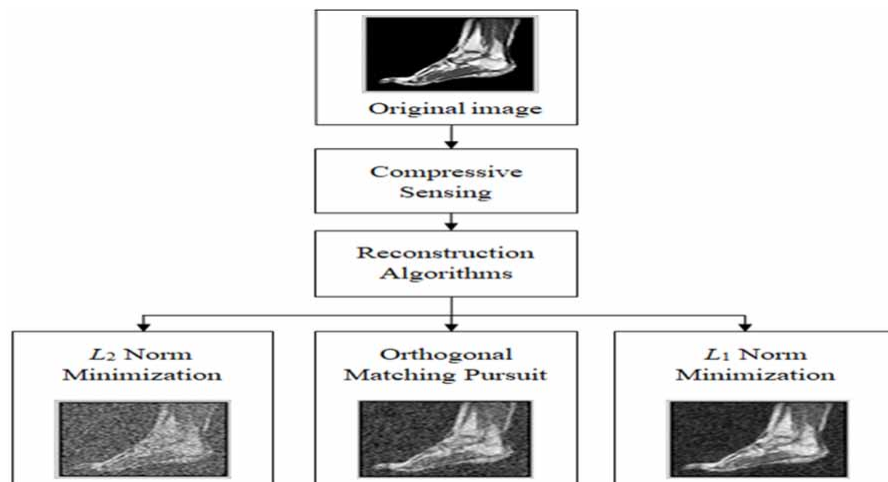 Original image
Compressive
Sensing
Reconstruction
Algorithms
L₂ Norm
Minimization
Orthogonal
Matching Pursuit
L₁ Norm
Minimization